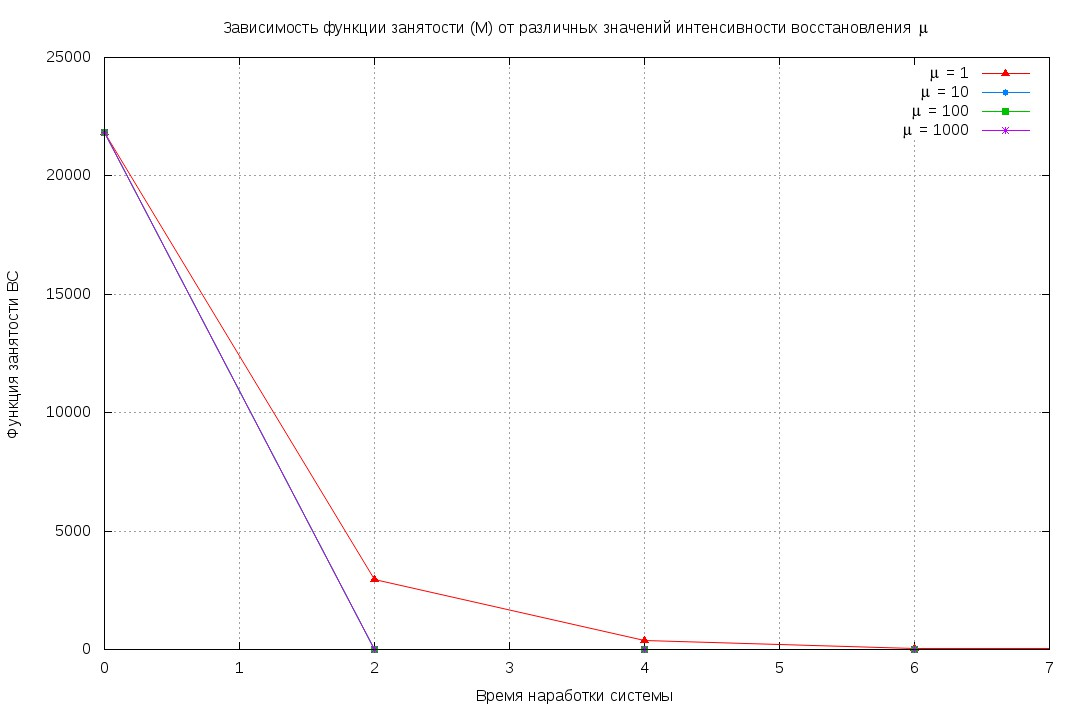 Зависимость функции занятости (M) от различных значений интенсивности восстановления μ
25000
20000
15000
10000
5000
0
Функция занятости ВС
μ = 1
μ = 10
μ = 100
μ = 1000
0 1 2 3 4 5 6 7
Время наработки системы